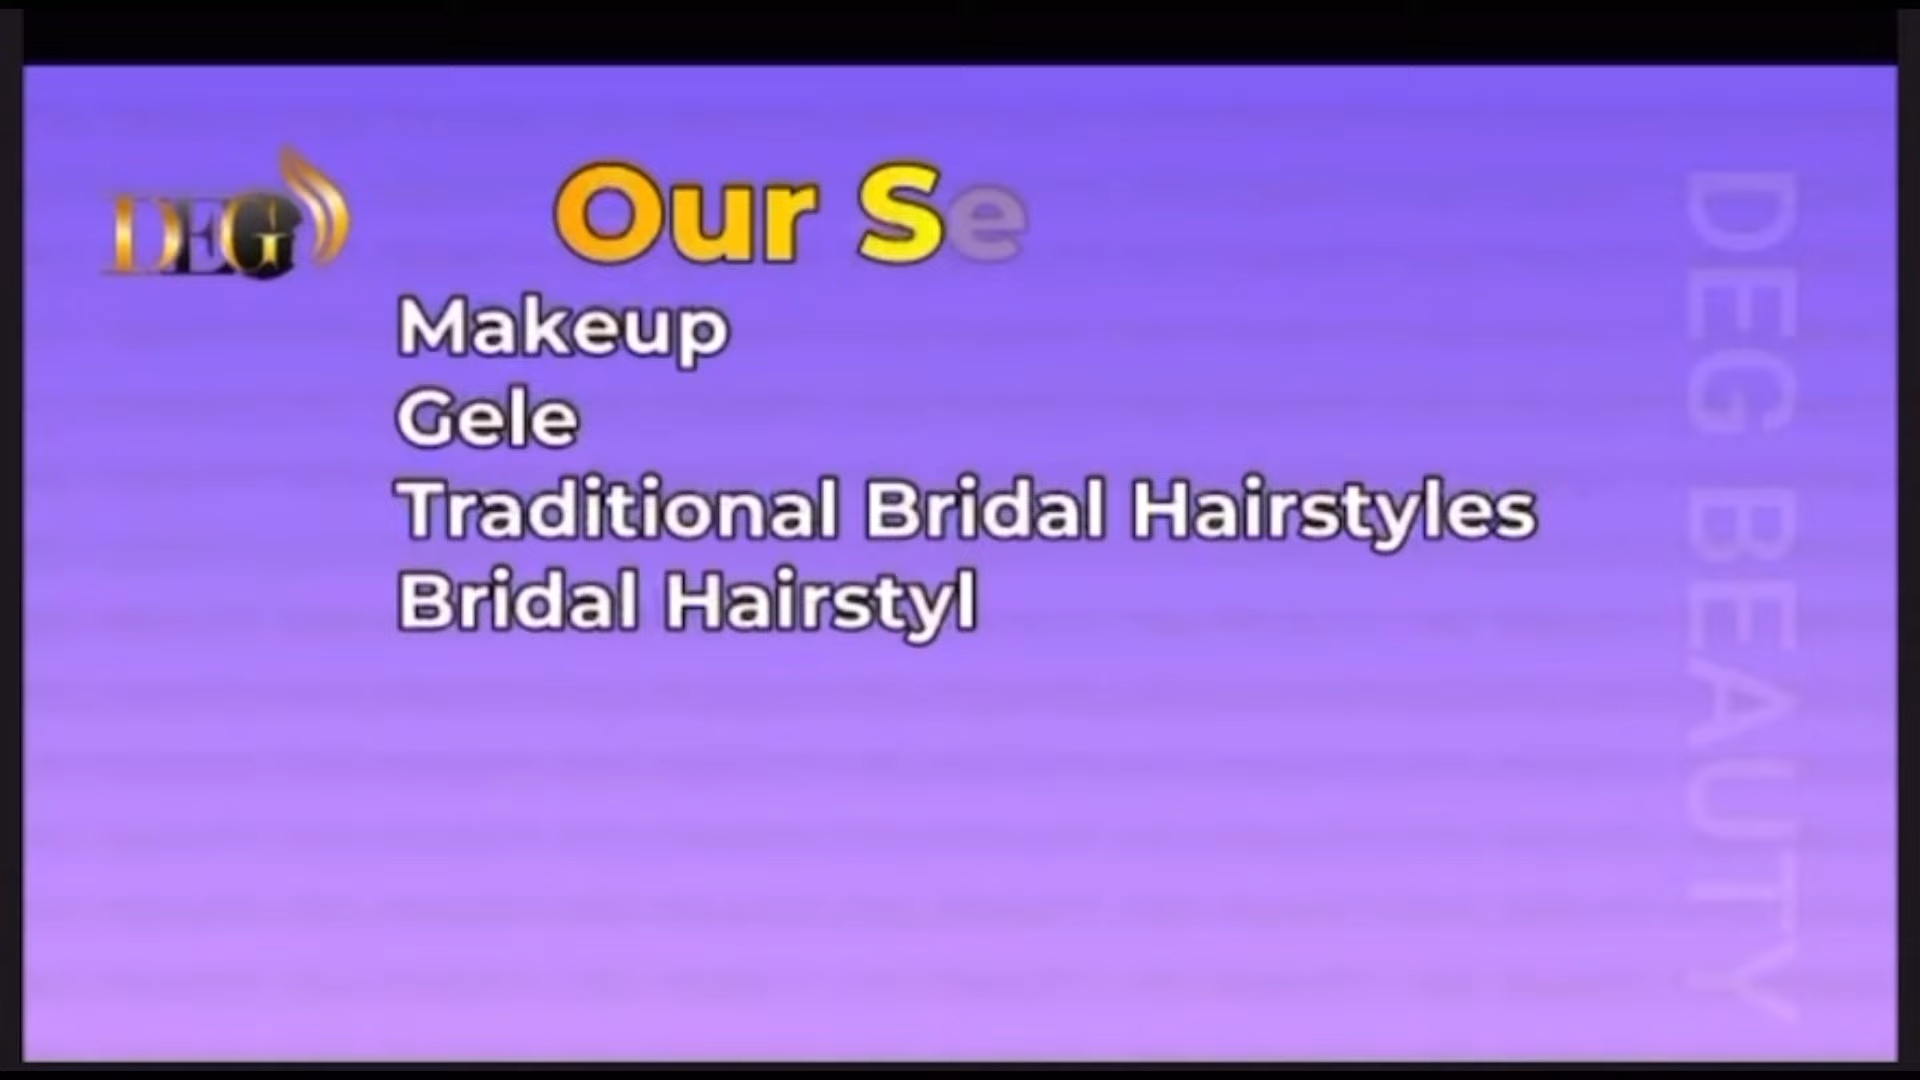 DEG
Our Se
Makeup
Gele
Traditional Bridal Hairstyles
Bridal Hairstyl
DEG BEAUTY